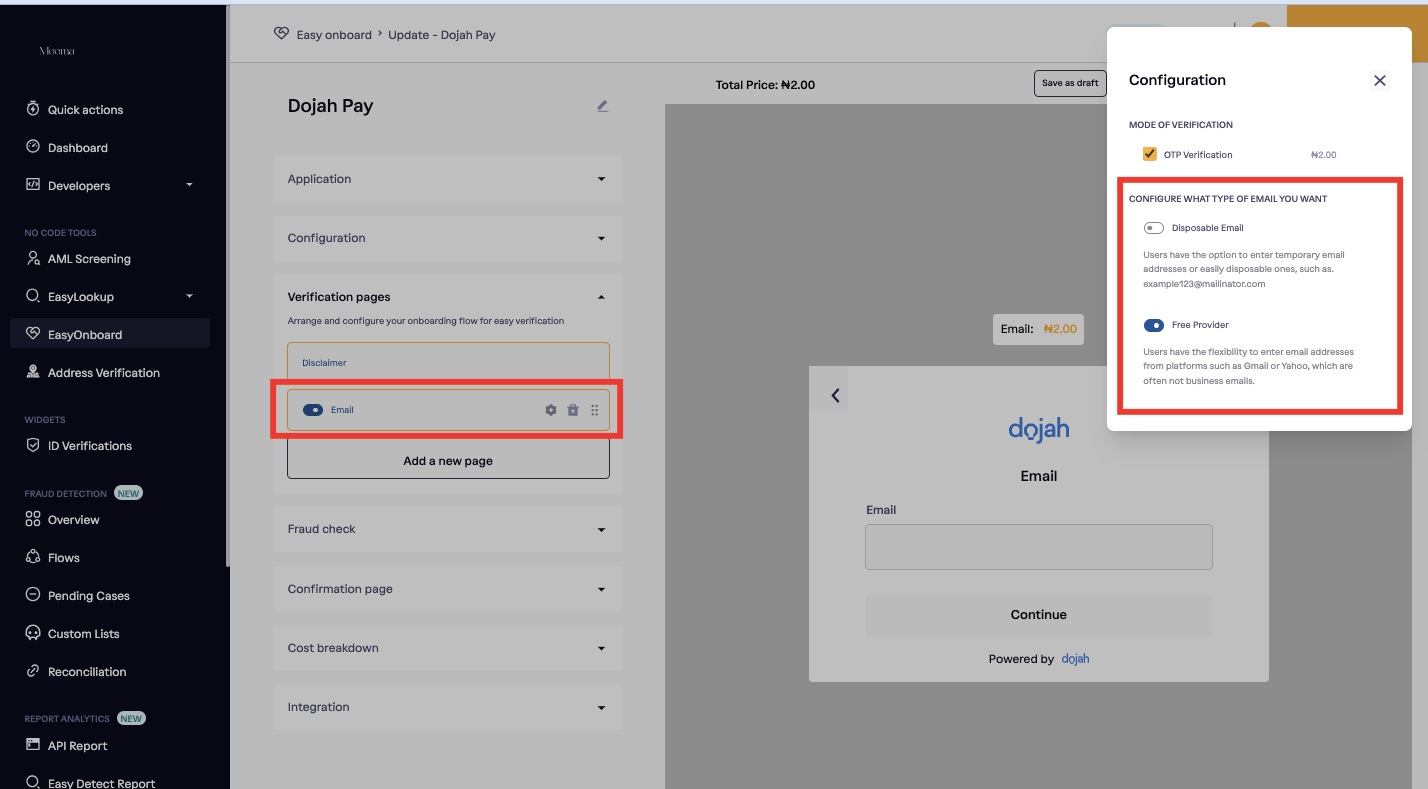 Mooma
Quick actions
Dashboard
Developers
NO CODE TOOLS
AML Screening
EasyLookup
EasyOnboard
Address Verification
WIDGETS
ID Verifications
FRAUD DETECTION NEW
Overview
Flows
Pending Cases
Custom Lists
Reconciliation
REPORT ANALYTICS NEW
API Report
Easy Detect Report
Easy onboard > Update - Dojah Pay
Dojah Pay
Application
Configuration
Verification pages
Arrange and configure your onboarding flow for easy verification
Disclaimer
Email
Add a new page
Fraud check
Confirmation page
Cost breakdown
Integration
Total Price: ₦2.00
Save as draft
Email: ₦2.00
dojah
Email
Email
Continue
Powered by dojah
Configuration
MODE OF VERIFICATION
OTP Verification ₦2.00
CONFIGURE WHAT TYPE OF EMAIL YOU WANT
Disposable Email
Users have the option to enter temporary email
addresses or easily disposable ones, such as.
example123@mailinator.com
Free Provider
Users have the flexibility to enter email addresses
from platforms such as Gmail or Yahoo, which are
often not business emails.